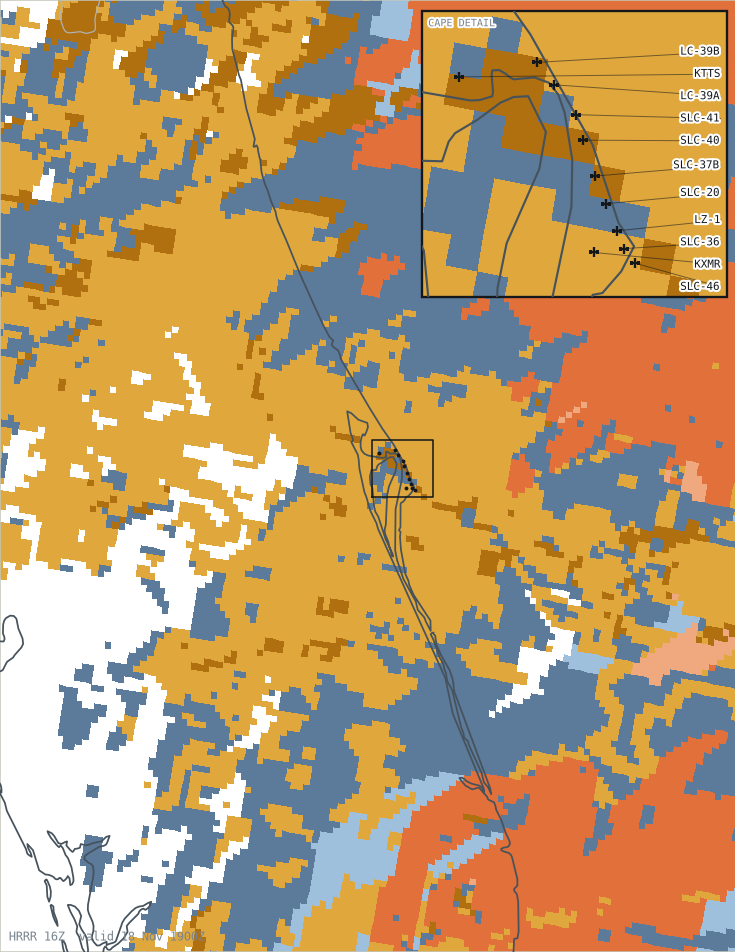 CAPE DETAIL
LC-39B
KTTS
LC-39A
SLC-41
SLC-40
SLC-37B
SLC-20
LZ-1
SLC-36
KXMR
SLC-46
HRRR 16Z valid 18 Nov 1900Z